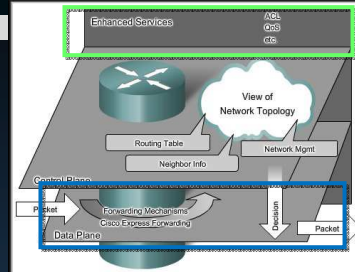 Enhanced Services
ACL
QoS
etc.
View of
Network Topology
Routing Table
Network Mgmt
Neighbor Info
Control Plane
Packet
Forwarding Mechanisms
Cisco Express Forwarding
Decision
Packet
Data Plane